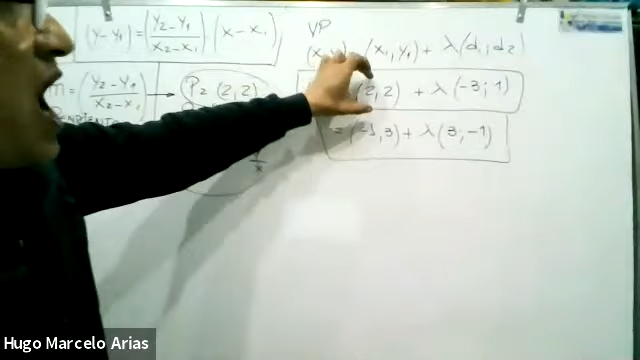 (y-y₁) = (y₂-y₁ / x₂-x₁) (x-x₁)
m = (y₂-y₁ / x₂-x₁) → P = (2,2)
VP
(x, y) = (x₁, y₁) + λ(d₁; d₂)
(2,2) + λ(-3; 1)
= (-1, 3) + λ(3, -1)
Hugo Marcelo Arias